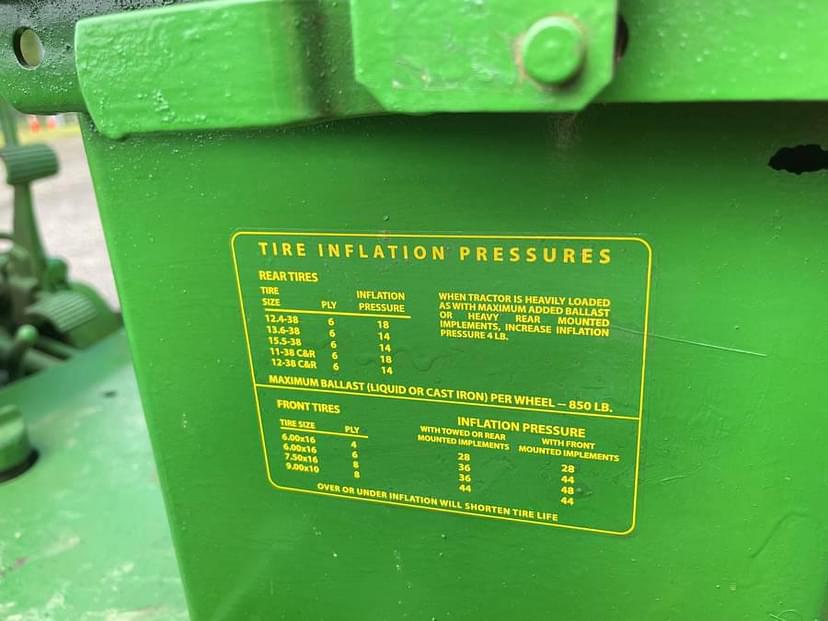 TIRE INFLATION PRESSURES
REAR TIRES
TIRE SIZE PLY INFLATION PRESSURE
12.4-38 6 18
13.6-38 6 14
15.5-38 6 14
11-38 C&R 6 18
12-38 C&R 6 14
WHEN TRACTOR IS HEAVILY LOADED
AS WITH MAXIMUM ADDED BALLAST
OR HEAVY REAR MOUNTED
IMPLEMENTS, INCREASE INFLATION
PRESSURE 4 LB.
MAXIMUM BALLAST (LIQUID OR CAST IRON) PER WHEEL – 850 LB.
FRONT TIRES
INFLATION PRESSURE
TIRE SIZE PLY WITH TOWED OR REAR MOUNTED IMPLEMENTS WITH FRONT MOUNTED IMPLEMENTS
6.00x16 4 28 28
6.00x16 6 36 44
7.50x16 8 36 48
9.00x10 8 44 44
OVER OR UNDER INFLATION WILL SHORTEN TIRE LIFE